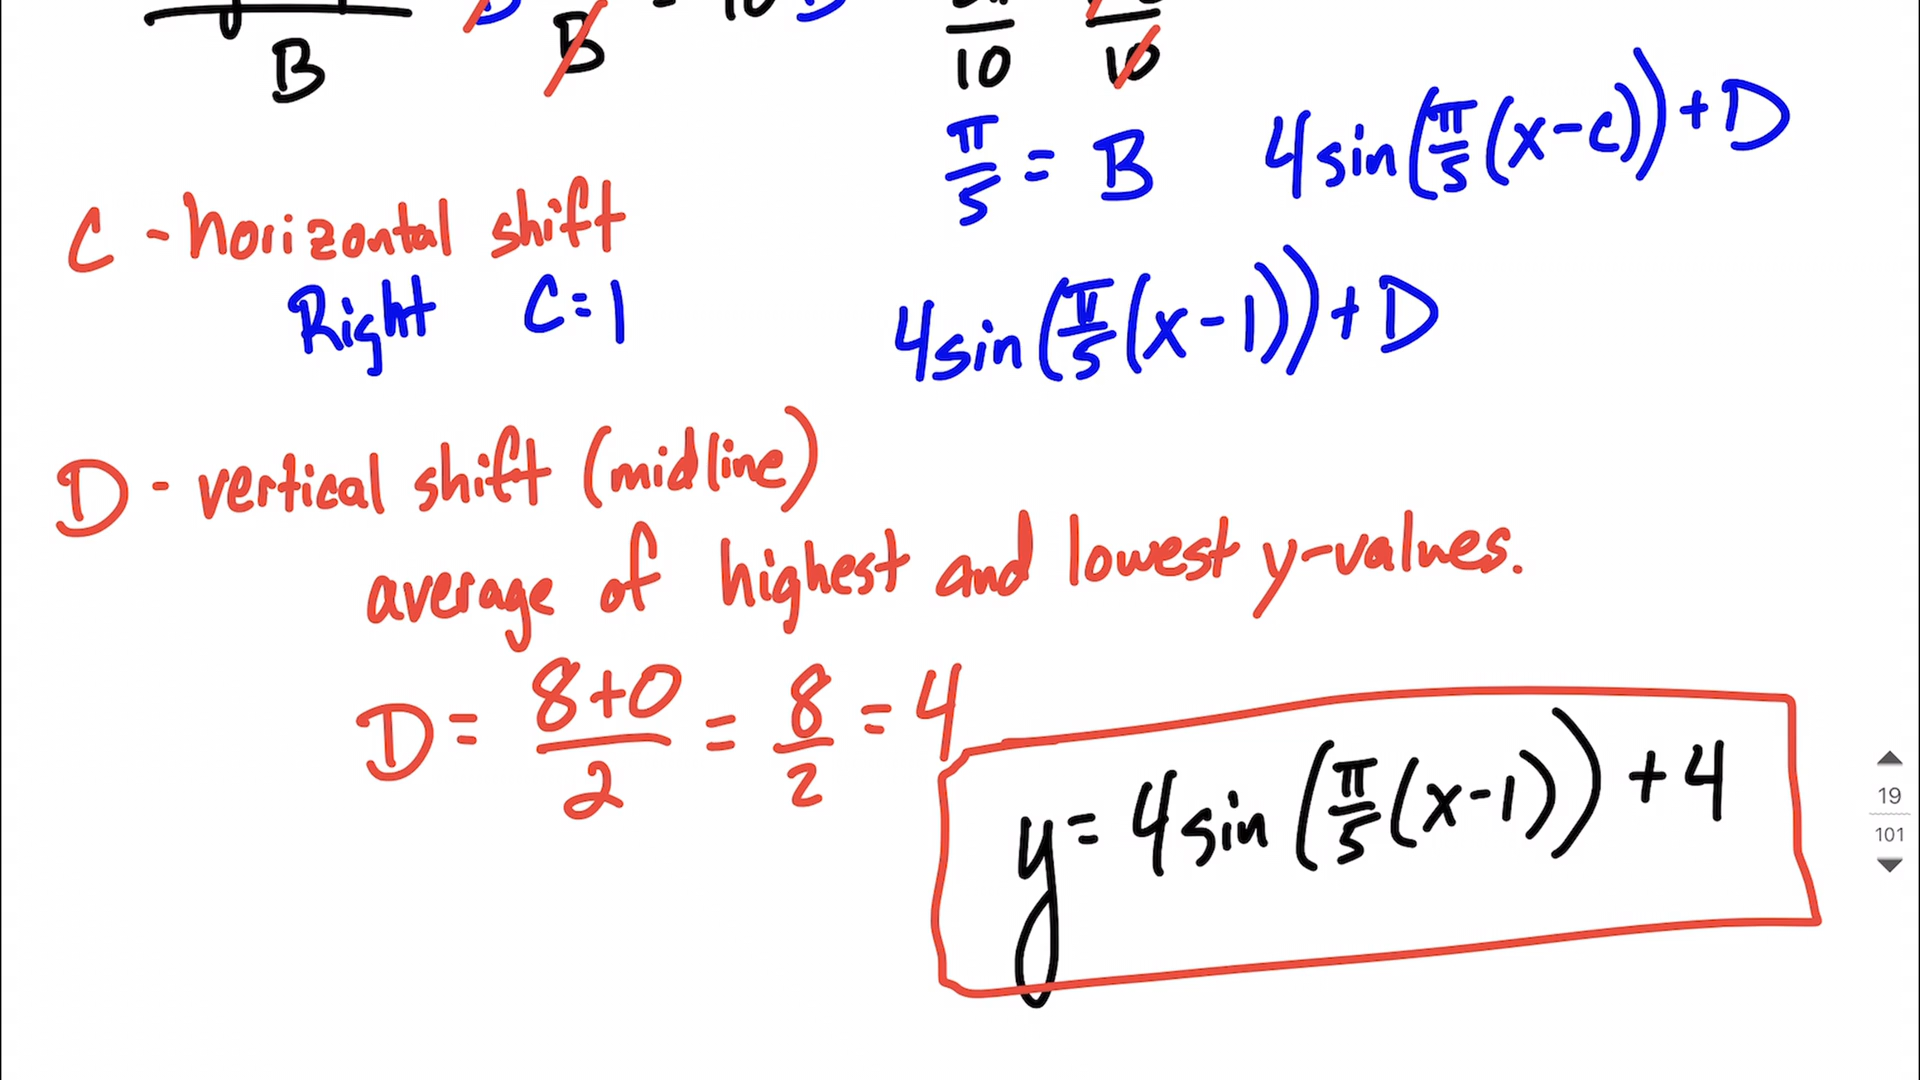 B B = 10 10 10
π/5 = B 4sin(π/5(x-c))+D
C - horizontal shift
Right C=1 4sin(π/5(x-1))+D
D - vertical shift (midline)
average of highest and lowest y-values.
D = 8+0/2 = 8/2 = 4
y = 4sin(π/5(x-1)) + 4
19
101